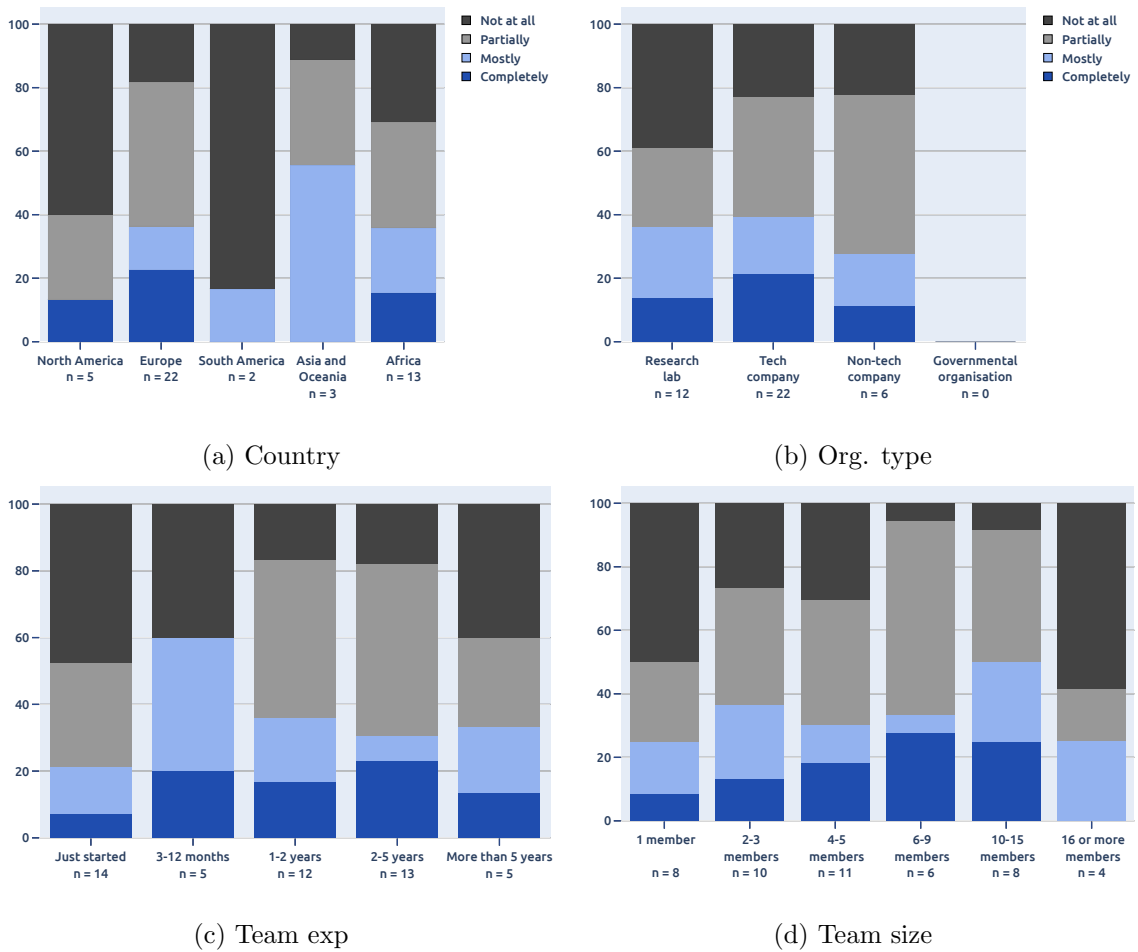 100
80
60
40
20
0
Not at all
Partially
Mostly
Completely
North America
n = 5
Europe
n = 22
South America
n = 2
Asia and
Oceania
n = 3
Africa
n = 13
(a) Country
100
80
60
40
20
0
Not at all
Partially
Mostly
Completely
Research
lab
n = 12
Tech
company
n = 22
Non-tech
company
n = 6
Governmental
organisation
n = 0
(b) Org. type
100
80
60
40
20
0
Just started
n = 14
3-12 months
n = 5
1-2 years
n = 12
2-5 years
n = 13
More than 5 years
n = 5
(c) Team exp
100
80
60
40
20
0
1 member
n = 8
2-3
members
n = 10
4-5
members
n = 11
6-9
members
n = 6
10-15
members
n = 8
16 or more
members
n = 4
(d) Team size